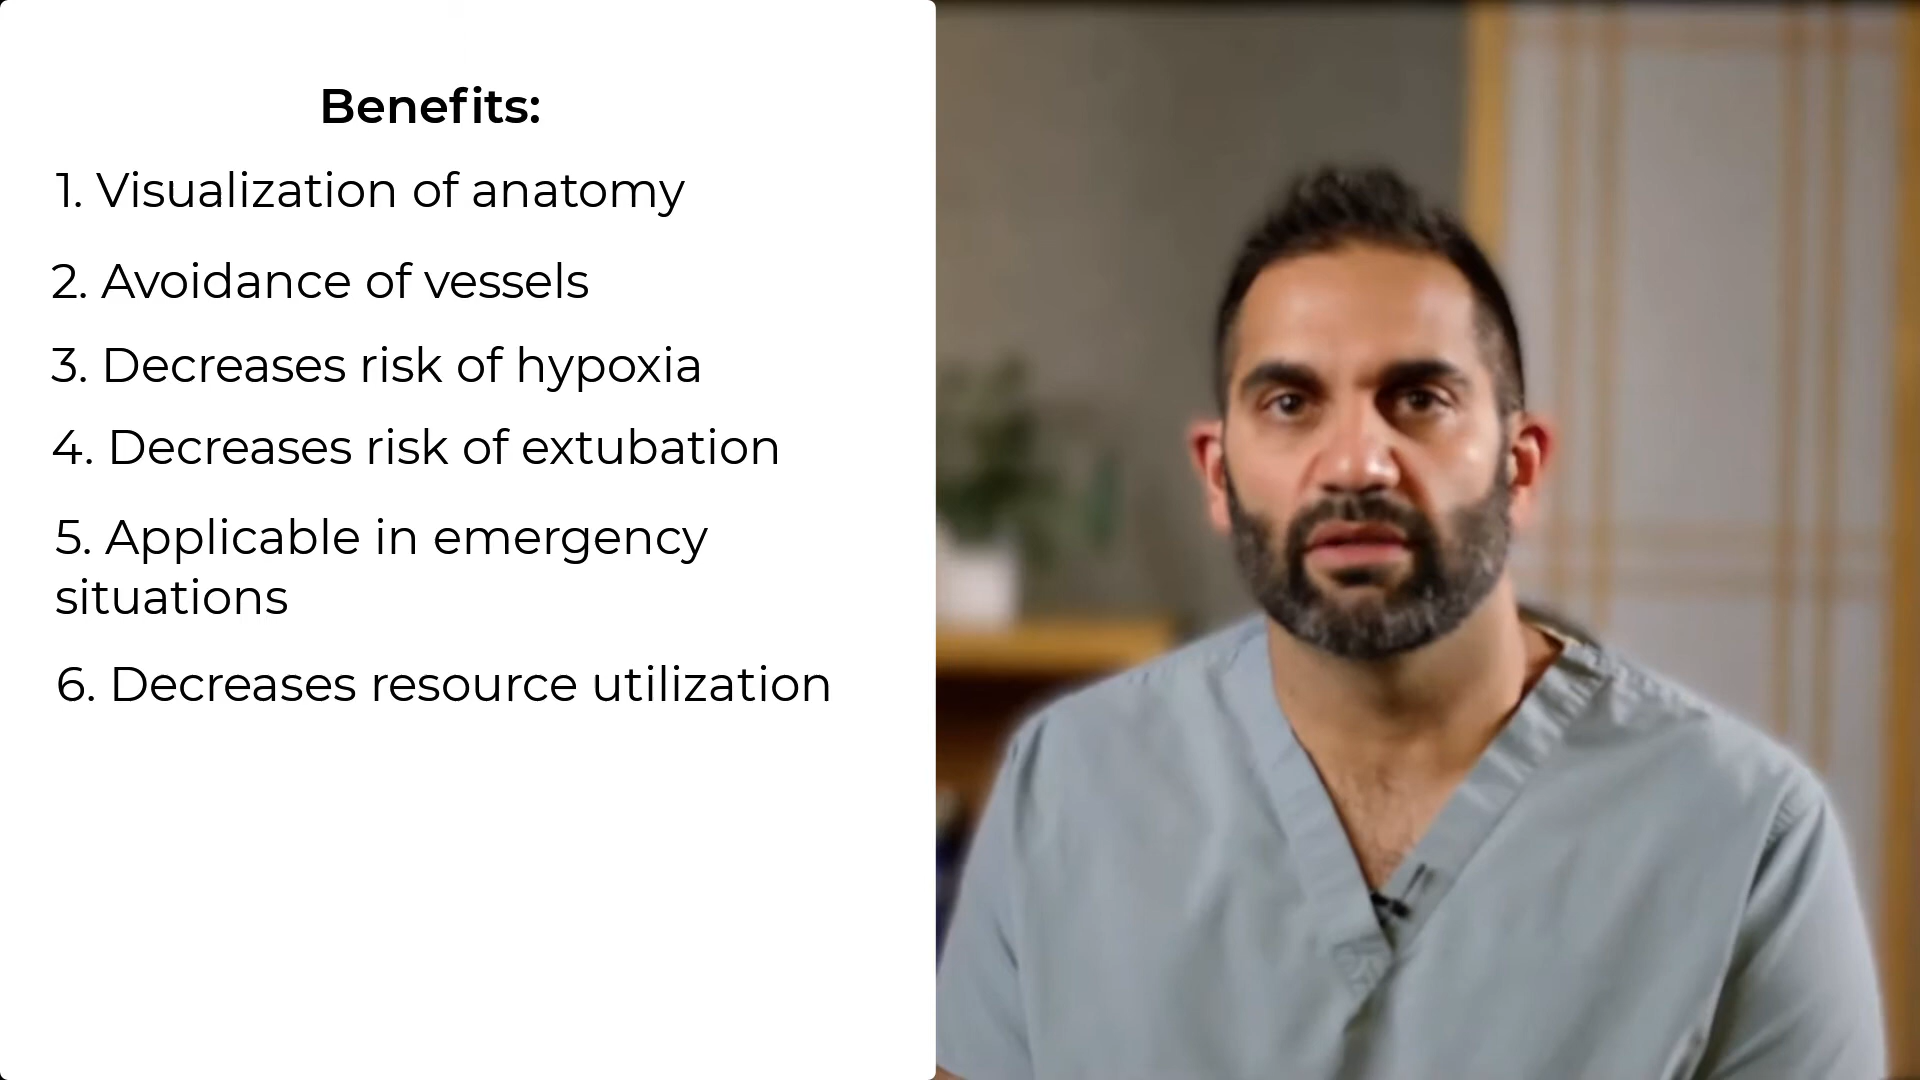 Benefits:
1. Visualization of anatomy
2. Avoidance of vessels
3. Decreases risk of hypoxia
4. Decreases risk of extubation
5. Applicable in emergency
situations
6. Decreases resource utilization